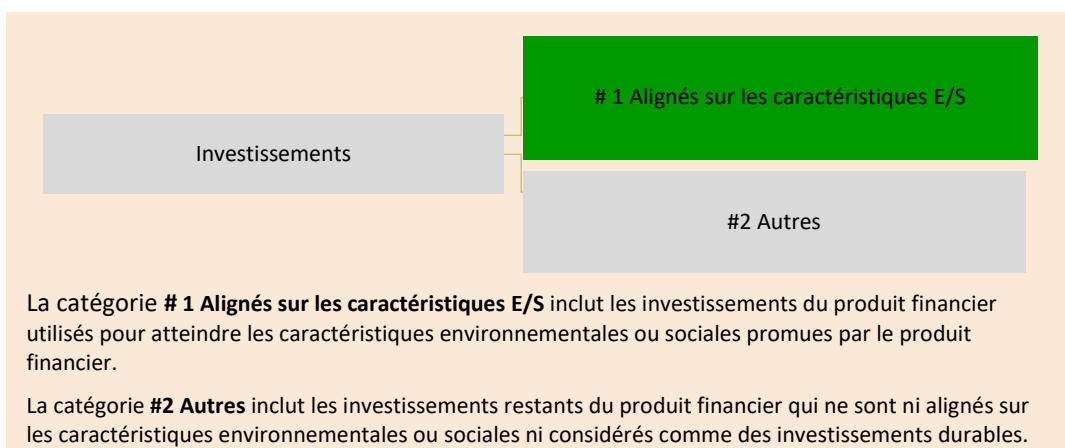 # 1 Alignés sur les caractéristiques E/S
Investissements
#2 Autres
La catégorie # 1 Alignés sur les caractéristiques E/S inclut les investissements du produit financier
utilisés pour atteindre les caractéristiques environnementales ou sociales promues par le produit
financier.
La catégorie #2 Autres inclut les investissements restants du produit financier qui ne sont ni alignés sur
les caractéristiques environnementales ou sociales ni considérés comme des investissements durables.